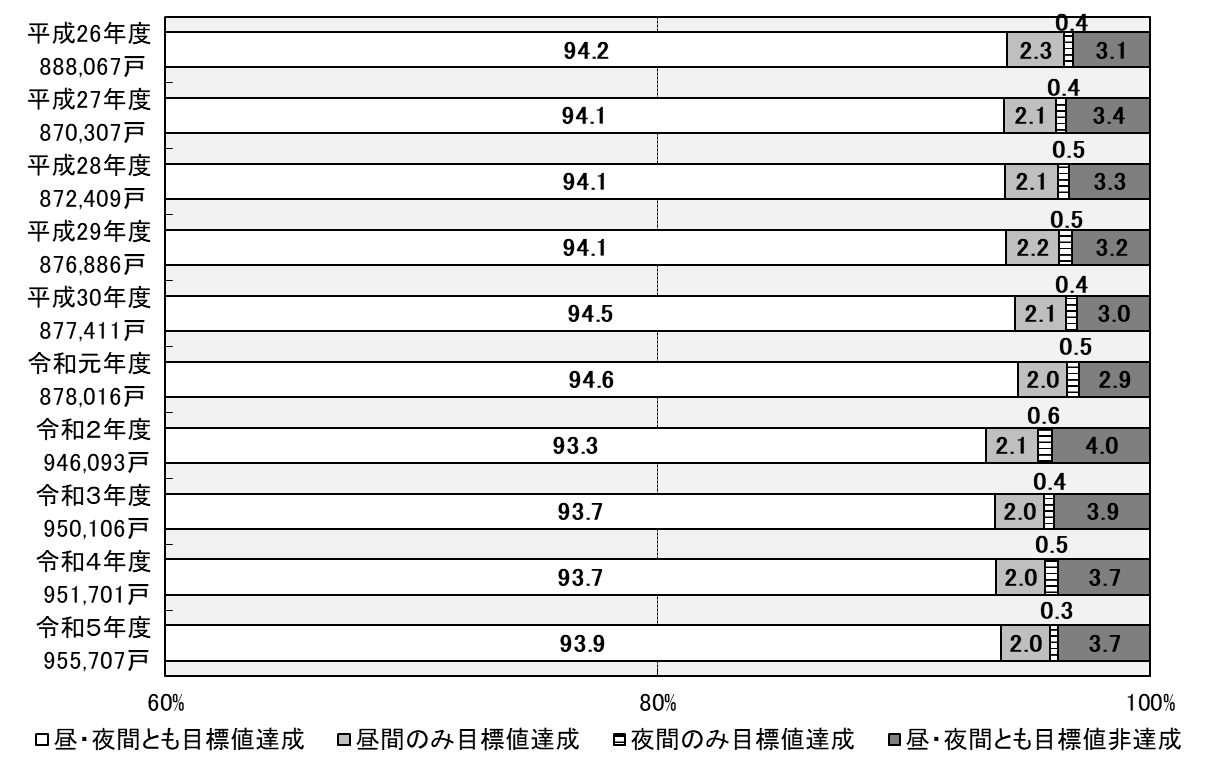 平成26年度
888,067戸
94.2 2.3 0.4 3.1
平成27年度
870,307戸
94.1 2.1 0.4 3.4
平成28年度
872,409戸
94.1 2.1 0.5 3.3
平成29年度
876,886戸
94.1 2.2 0.5 3.2
平成30年度
877,411戸
94.5 2.1 0.4 3.0
令和元年度
878,016戸
94.6 2.0 0.5 2.9
令和２年度
946,093戸
93.3 2.1 0.6 4.0
令和３年度
950,106戸
93.7 2.0 0.4 3.9
令和４年度
951,701戸
93.7 2.0 0.5 3.7
令和５年度
955,707戸
93.9 2.0 0.3 3.7
60% 80% 100%
昼・夜間とも目標値達成 昼間のみ目標値達成 夜間のみ目標値達成 昼・夜間とも目標値非達成